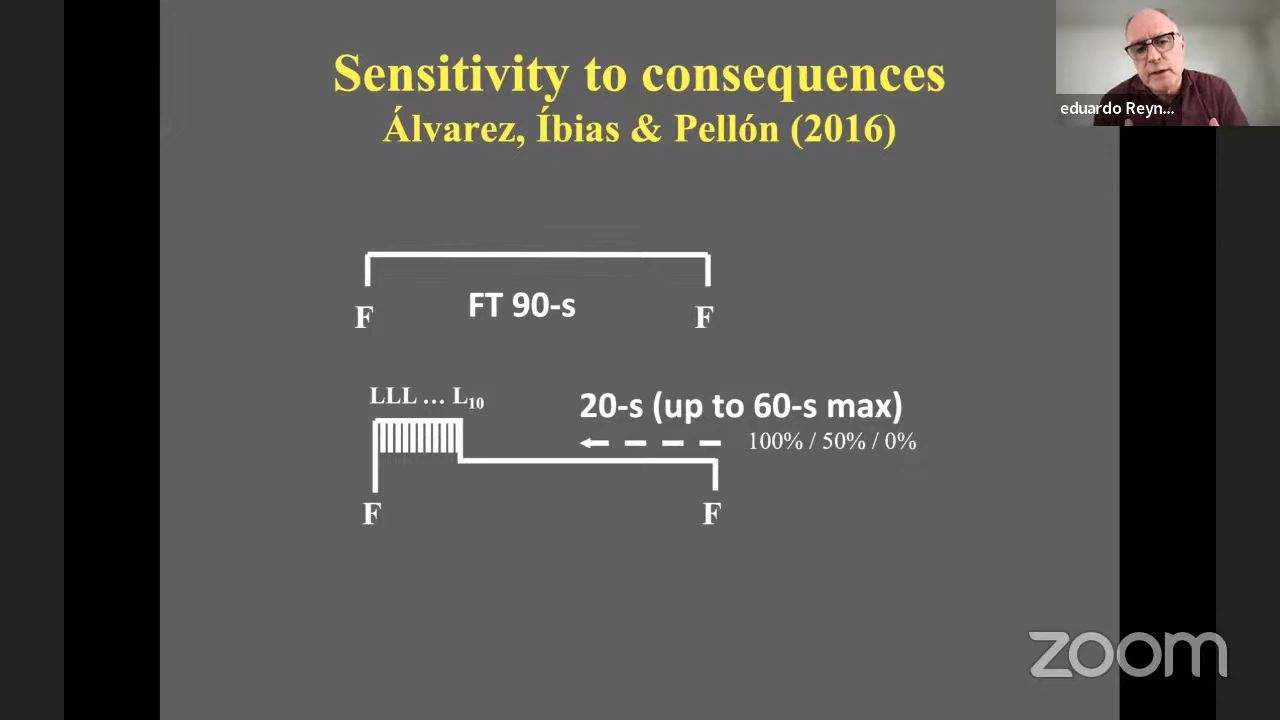 Sensitivity to consequences
Álvarez, Íbias & Pellón (2016)
eduardo Reyn...
FT 90-s
F F
LLL ... L10
20-s (up to 60-s max)
100% / 50% / 0%
F F
zoom